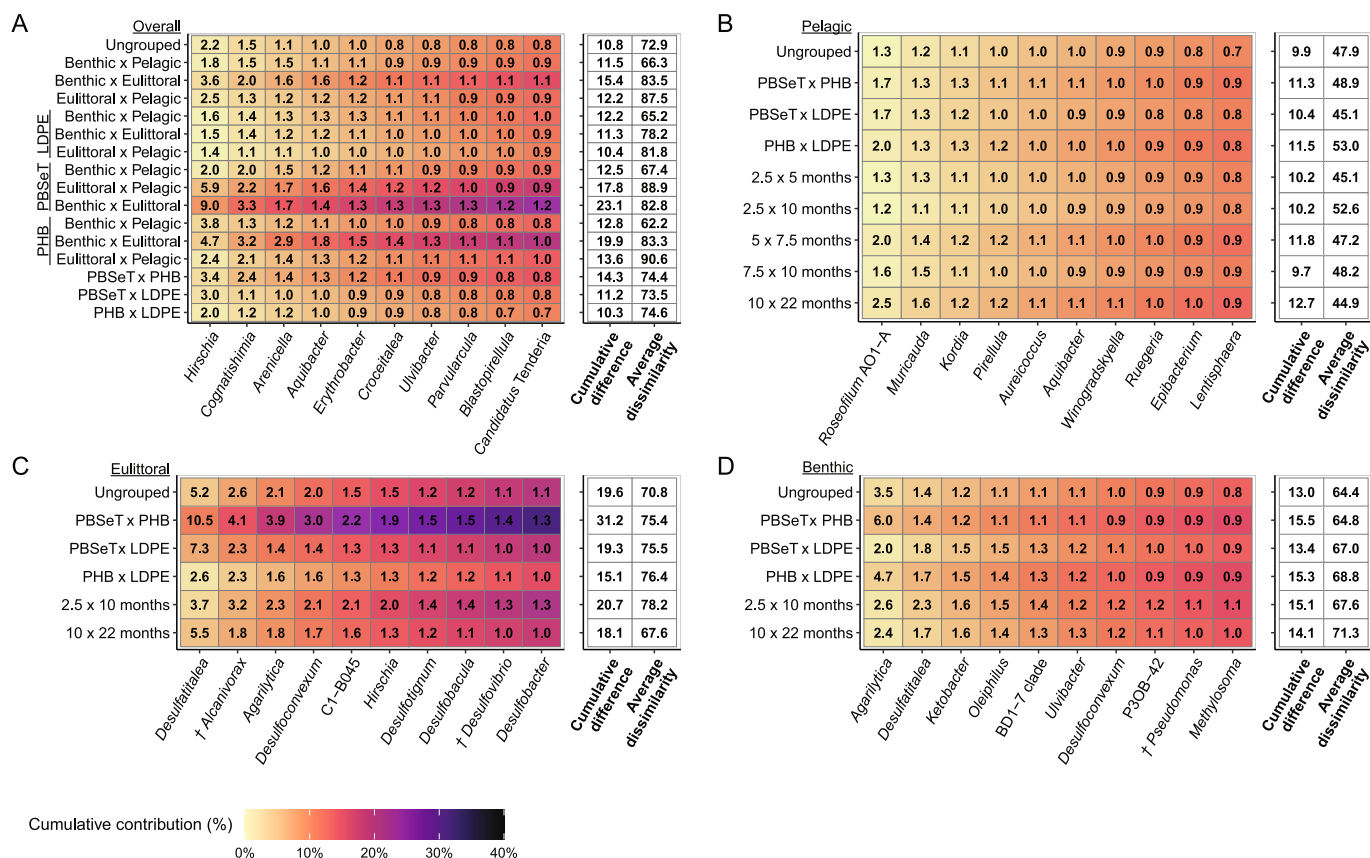 A
Overall
Ungrouped 2.2 1.5 1.1 1.0 1.0 0.8 0.8 0.8 0.8 0.8 10.8 72.9
Benthic x Pelagic 1.8 1.5 1.5 1.1 1.1 0.9 0.9 0.9 0.9 0.9 11.5 66.3
Benthic x Eulittoral 3.6 2.0 1.6 1.6 1.2 1.1 1.1 1.1 1.1 1.1 15.4 83.5
Eulittoral x Pelagic 2.5 1.3 1.2 1.2 1.2 1.1 1.1 0.9 0.9 0.9 12.2 87.5
LDPE
Benthic x Pelagic 1.6 1.4 1.3 1.3 1.3 1.1 1.1 1.1 1.0 1.0 12.2 65.2
Benthic x Eulittoral 1.5 1.4 1.2 1.2 1.1 1.0 1.0 1.0 1.0 0.9 11.3 78.2
Eulittoral x Pelagic 1.4 1.1 1.1 1.0 1.0 1.0 1.0 1.0 1.0 0.9 10.4 81.8
PBSeT
Benthic x Pelagic 2.0 2.0 1.5 1.2 1.1 1.1 0.9 0.9 0.9 0.9 12.5 67.4
Eulittoral x Pelagic 5.9 2.2 1.7 1.6 1.4 1.2 1.2 1.0 0.9 0.9 17.8 88.9
Benthic x Eulittoral 9.0 3.3 1.7 1.4 1.3 1.3 1.3 1.3 1.2 1.2 23.1 82.8
PHB
Benthic x Pelagic 3.8 1.3 1.2 1.1 1.0 1.0 0.9 0.8 0.8 0.8 12.8 62.2
Benthic x Eulittoral 4.7 3.2 2.9 1.8 1.5 1.4 1.3 1.1 1.1 1.0 19.9 83.3
Eulittoral x Pelagic 2.4 2.1 1.4 1.3 1.2 1.1 1.1 1.1 1.1 1.0 13.6 90.6
PBSeT x PHB 3.4 2.4 1.4 1.3 1.2 1.1 0.9 0.9 0.8 0.8 14.3 74.4
PBSeT x LDPE 3.0 1.1 1.0 1.0 0.9 0.9 0.8 0.8 0.8 0.8 11.2 73.5
PHB x LDPE 2.0 1.2 1.2 1.0 0.9 0.9 0.8 0.8 0.7 0.7 10.3 74.6
Hirschia
Cognatishimia
Arenicella
Aquibacter
Erythrobacter
Croceitalea
Ulvibacter
Parvularcula
Blastopirellula
Candidatus Tenderia
Cumulative
difference
Average
dissimilarity
B
Pelagic
Ungrouped 1.3 1.2 1.1 1.0 1.0 1.0 0.9 0.9 0.8 0.7 9.9 47.9
PBSeT x PHB 1.7 1.3 1.3 1.1 1.1 1.0 1.0 1.0 0.9 0.9 11.3 48.9
PBSeT x LDPE 1.7 1.3 1.0 1.0 1.0 0.9 0.9 0.8 0.8 0.8 10.4 45.1
PHB x LDPE 2.0 1.3 1.3 1.2 1.0 1.0 1.0 0.9 0.9 0.8 11.5 53.0
2.5 x 5 months 1.3 1.3 1.1 1.0 1.0 0.9 0.9 0.9 0.9 0.8 10.2 45.1
2.5 x 10 months 1.2 1.1 1.1 1.0 0.9 0.9 0.9 0.9 0.9 0.8 10.2 52.6
5 x 7.5 months 2.0 1.4 1.2 1.2 1.1 1.1 1.0 1.0 0.9 0.9 11.8 47.2
7.5 x 10 months 1.6 1.5 1.1 1.0 1.0 0.9 0.9 0.9 0.9 0.8 9.7 48.2
10 x 22 months 2.5 1.6 1.2 1.2 1.1 1.1 1.1 1.0 1.0 0.9 12.7 44.9
Roseofilum AO1−A
Muricauda
Kordia
Pirellula
Aureicoccus
Aquibacter
Winogradskyella
Ruegeria
Epibacterium
Lentisphaera
Cumulative
difference
Average
dissimilarity
C
Eulittoral
Ungrouped 5.2 2.6 2.1 2.0 1.5 1.5 1.2 1.2 1.1 1.1 19.6 70.8
PBSeT x PHB 10.5 4.1 3.9 3.0 2.2 1.9 1.5 1.5 1.4 1.3 31.2 75.4
PBSeTx LDPE 7.3 2.3 1.4 1.4 1.3 1.3 1.1 1.1 1.0 1.0 19.3 75.5
PHB x LDPE 2.6 2.3 1.6 1.6 1.3 1.3 1.2 1.2 1.1 1.0 15.1 76.4
2.5 x 10 months 3.7 3.2 2.3 2.1 2.1 2.0 1.4 1.4 1.3 1.3 20.7 78.2
10 x 22 months 5.5 1.8 1.8 1.7 1.6 1.3 1.2 1.1 1.0 1.0 18.1 67.6
Desulfatitalea
† Alcanivorax
Agarilytica
Desulfoconvexum
C1−B045
Hirschia
Desulfotignum
Desulfobacula
† Desulfovibrio
Desulfobacter
Cumulative
difference
Average
dissimilarity
D
Benthic
Ungrouped 3.5 1.4 1.2 1.1 1.1 1.1 1.0 0.9 0.9 0.8 13.0 64.4
PBSeT x PHB 6.0 1.4 1.2 1.1 1.1 1.1 0.9 0.9 0.9 0.9 15.5 64.8
PBSeT x LDPE 2.0 1.8 1.5 1.5 1.3 1.2 1.1 1.0 1.0 0.9 13.4 67.0
PHB x LDPE 4.7 1.7 1.5 1.4 1.3 1.2 1.0 0.9 0.9 0.9 15.3 68.8
2.5 x 10 months 2.6 2.3 1.6 1.5 1.4 1.2 1.2 1.2 1.1 1.1 15.1 67.6
10 x 22 months 2.4 1.7 1.6 1.4 1.3 1.3 1.2 1.1 1.0 1.0 14.1 71.3
Agarilytica
Desulfatitalea
Ketobacter
Oleiphilus
BD1−7 clade
Ulvibacter
Desulfoconvexum
P3OB−42
† Pseudomonas
Methylosoma
Cumulative
difference
Average
dissimilarity
Cumulative contribution (%)
0% 10% 20% 30% 40%